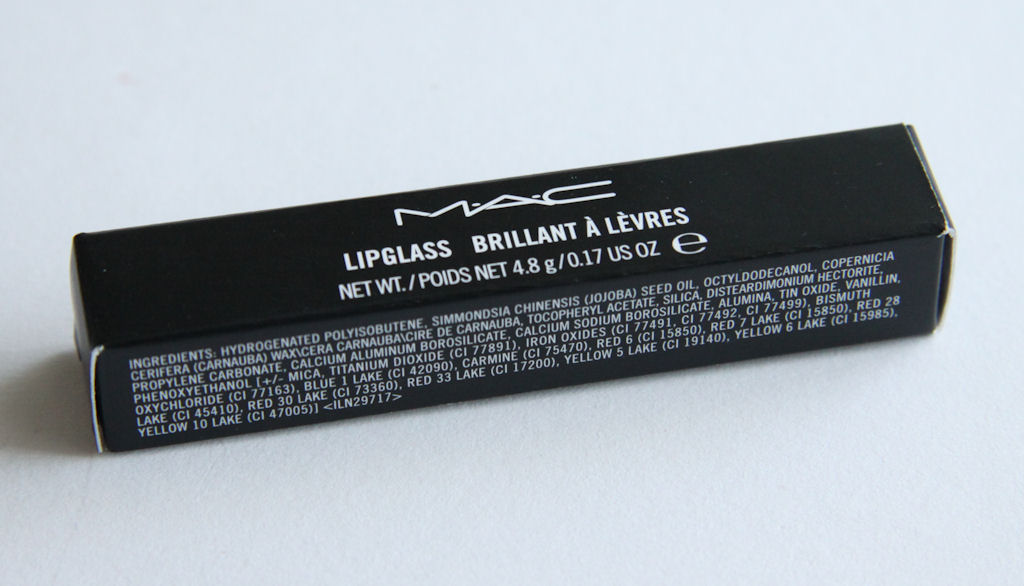 M·A·C
LIPGLASS BRILLANT À LÈVRES
NET WT./POIDS NET 4.8 g/0.17 US OZ ℮
INGREDIENTS: HYDROGENATED POLYISOBUTENE, SIMMONDSIA CHINENSIS (JOJOBA) SEED OIL, OCTYLDODECANOL, COPERNICIA
CERIFERA (CARNAUBA) WAX\CERA CARNAUBA\CIRE DE CARNAUBA, TOCOPHERYL ACETATE, SILICA, DISTEARDIMONIUM HECTORITE,
PROPYLENE CARBONATE, CALCIUM ALUMINUM BOROSILICATE, CALCIUM SODIUM BOROSILICATE, ALUMINA, TIN OXIDE, VANILLIN,
PHENOXYETHANOL [+/- MICA, TITANIUM DIOXIDE (CI 77891), IRON OXIDES (CI 77491, CI 77492, CI 77499), BISMUTH
OXYCHLORIDE (CI 77163), BLUE 1 LAKE (CI 42090), CARMINE (CI 75470), RED 6 (CI 15850), RED 7 LAKE (CI 15850), RED 28
LAKE (CI 45410), RED 30 LAKE (CI 73360), RED 33 LAKE (CI 17200), YELLOW 5 LAKE (CI 19140), YELLOW 6 LAKE (CI 15985),
YELLOW 10 LAKE (CI 47005)] <ILN29717>